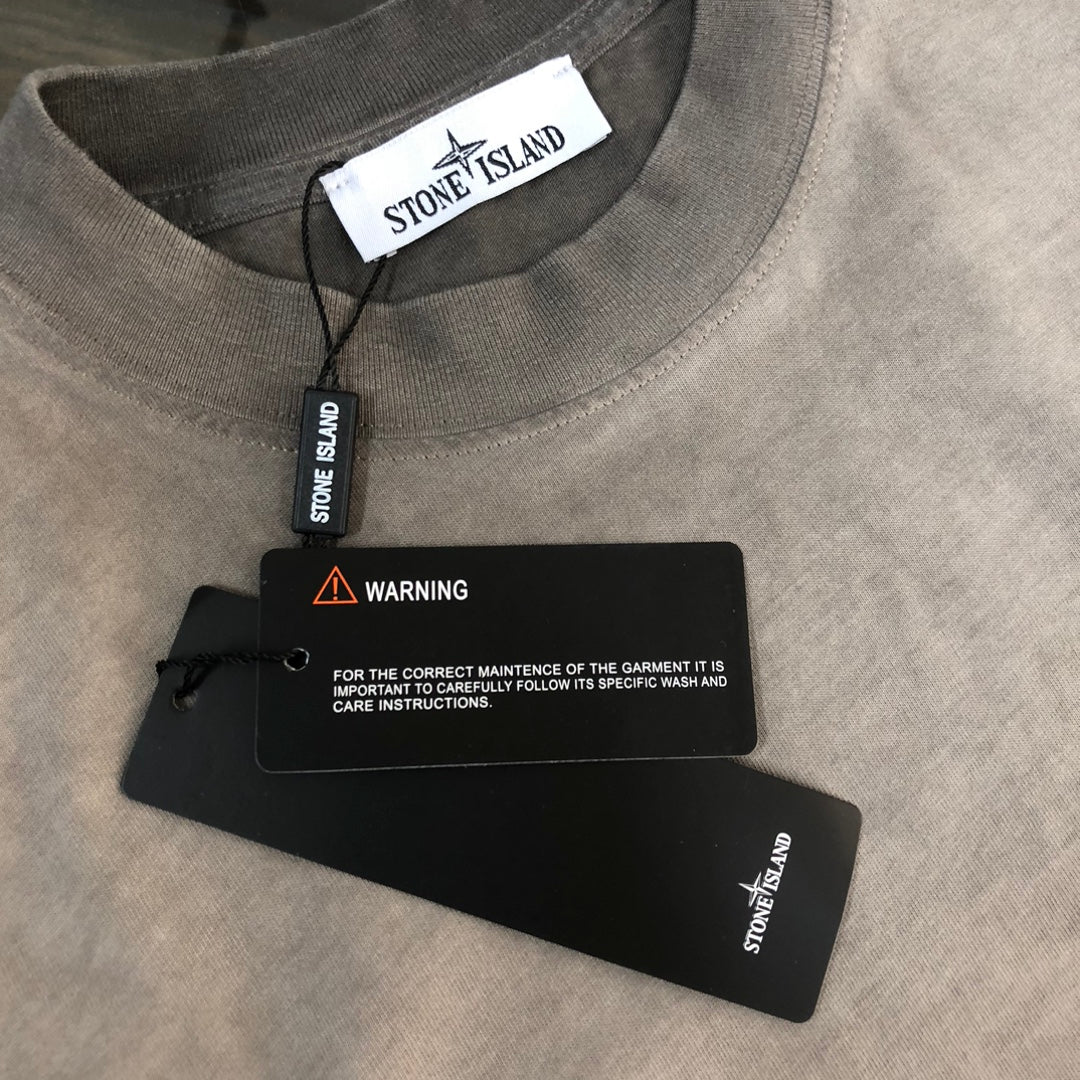 STONE ISLAND
STONE ISLAND
WARNING
FOR THE CORRECT MAINTENCE OF THE GARMENT IT IS
IMPORTANT TO CAREFULLY FOLLOW ITS SPECIFIC WASH AND
CARE INSTRUCTIONS.
STONE ISLAND